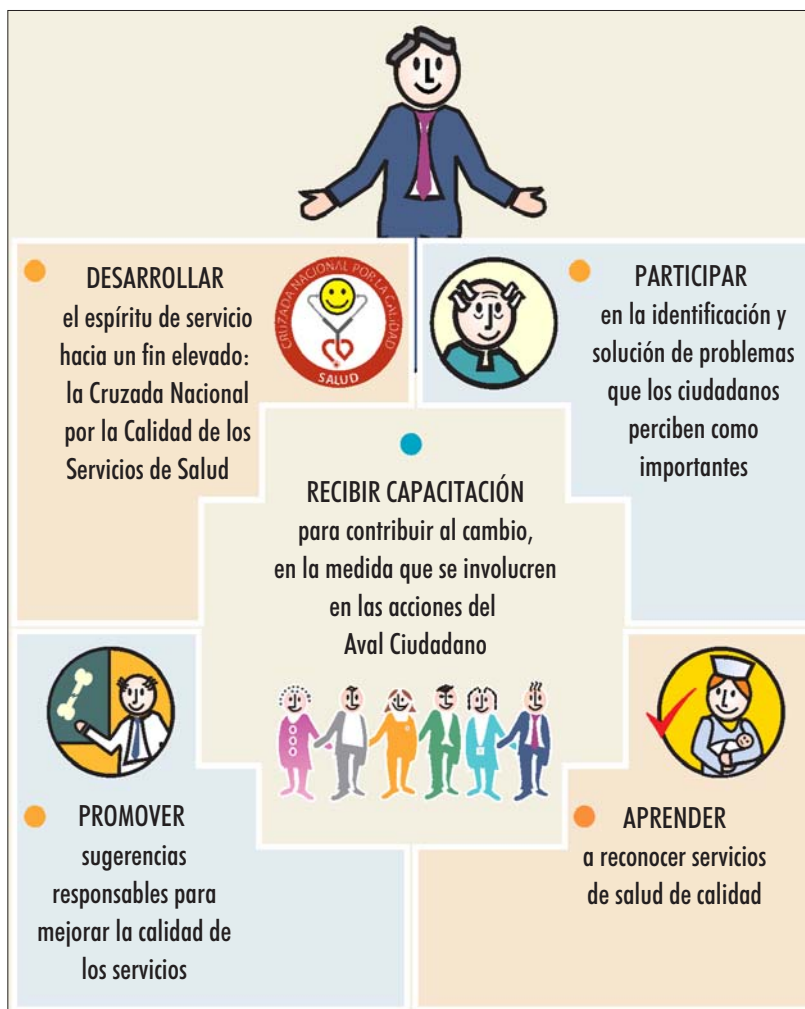 DESARROLLAR
el espíritu de servicio
hacia un fin elevado:
la Cruzada Nacional
por la Calidad de los
Servicios de Salud
CRUZADA NACIONAL POR LA CALIDAD
SALUD
PARTICIPAR
en la identificación y
solución de problemas
que los ciudadanos
perciben como
importantes
RECIBIR CAPACITACIÓN
para contribuir al cambio,
en la medida que se involucren
en las acciones del
Aval Ciudadano
PROMOVER
sugerencias
responsables para
mejorar la calidad de
los servicios
APRENDER
a reconocer servicios
de salud de calidad